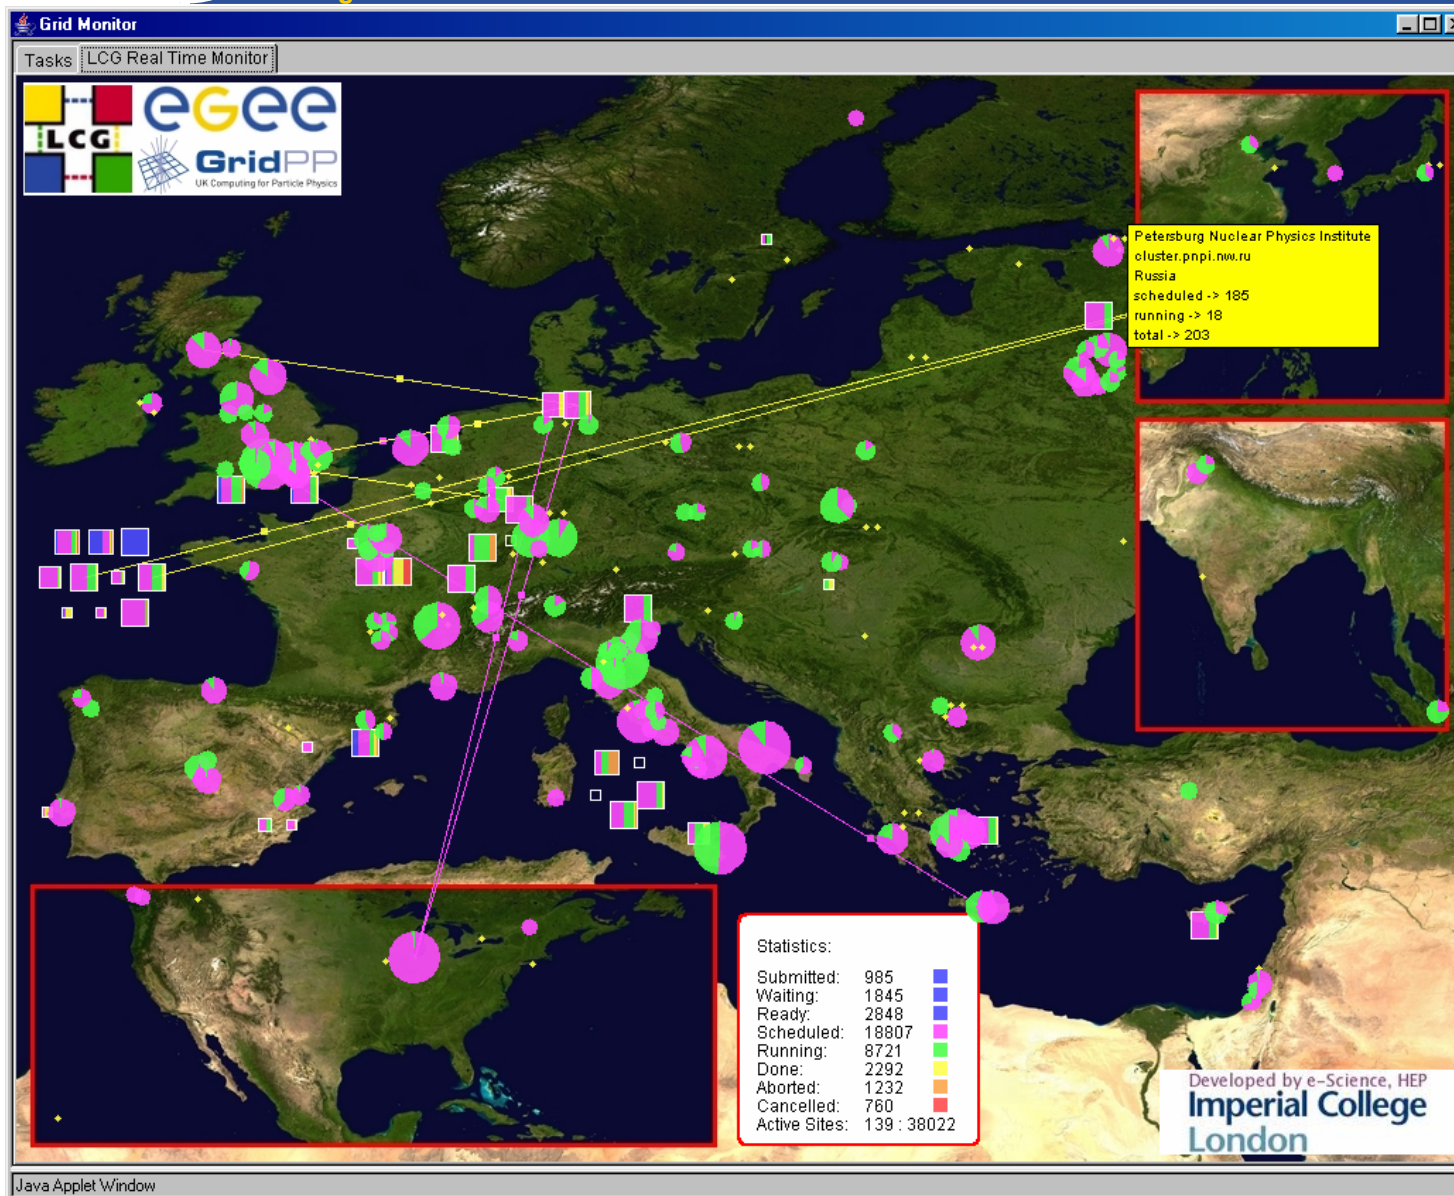 Grid Monitor
Tasks
LCG Real Time Monitor
LCG
eGee
GridPP
UK Computing for Particle Physics
Petersburg Nuclear Physics Institute
cluster.pnpi.nw.ru
Russia
scheduled -> 185
running -> 18
total -> 203
Statistics:
Submitted: 985
Waiting: 1845
Ready: 2848
Scheduled: 18807
Running: 8721
Done: 2292
Aborted: 1232
Cancelled: 760
Active Sites: 139 : 38022
Developed by e-Science, HEP
Imperial College
London
Java Applet Window